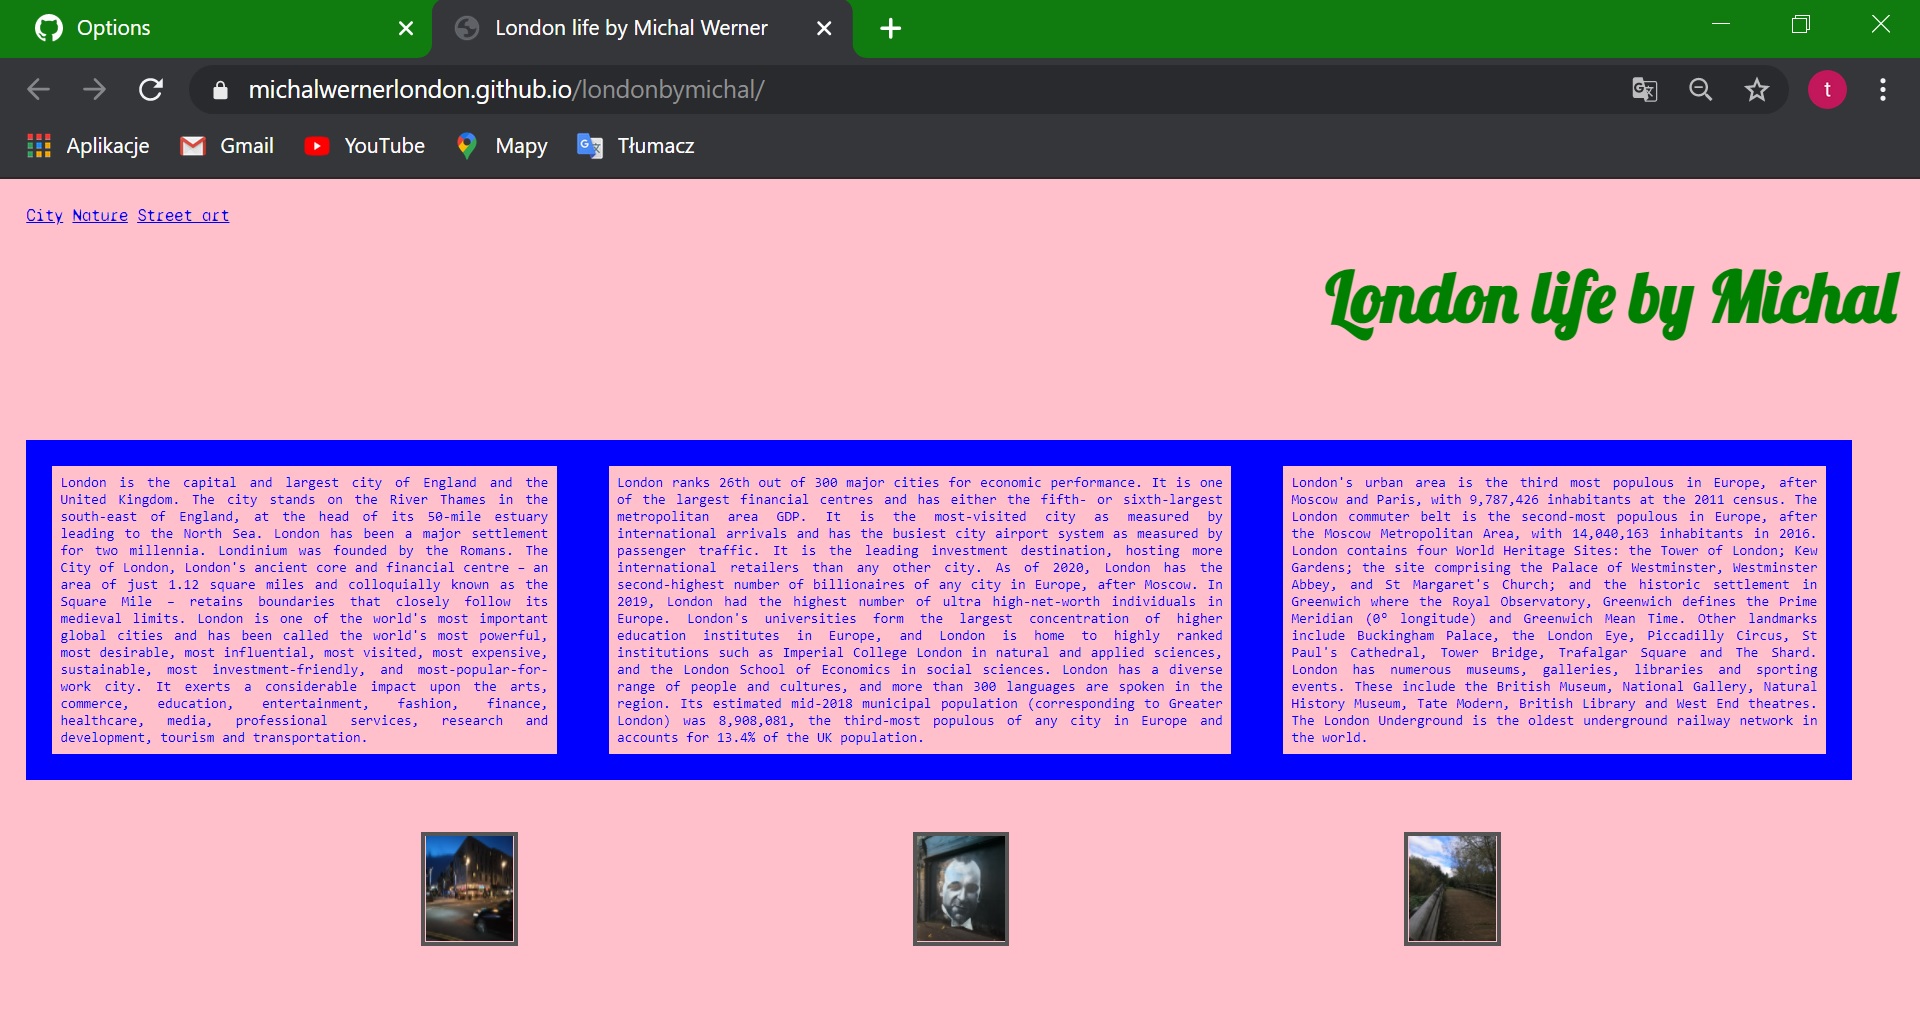 Options
London life by Michal Werner
michalwernerlondon.github.io/londonbymichal/
t
Aplikacje
Gmail
YouTube
Mapy
Tłumacz
City Nature Street art
London life by Michal
London is the capital and largest city of England and the
United Kingdom. The city stands on the River Thames in the
south-east of England, at the head of its 50-mile estuary
leading to the North Sea. London has been a major settlement
for two millennia. Londinium was founded by the Romans. The
City of London, London's ancient core and financial centre – an
area of just 1.12 square miles and colloquially known as the
Square Mile – retains boundaries that closely follow its
medieval limits. London is one of the world's most important
global cities and has been called the world's most powerful,
most desirable, most influential, most visited, most expensive,
sustainable, most investment-friendly, and most-popular-for-
work city. It exerts a considerable impact upon the arts,
commerce, education, entertainment, fashion, finance,
healthcare, media, professional services, research and
development, tourism and transportation.
London ranks 26th out of 300 major cities for economic performance. It is one
of the largest financial centres and has either the fifth- or sixth-largest
metropolitan area GDP. It is the most-visited city as measured by
international arrivals and has the busiest city airport system as measured by
passenger traffic. It is the leading investment destination, hosting more
international retailers than any other city. As of 2020, London has the
second-highest number of billionaires of any city in Europe, after Moscow. In
2019, London had the highest number of ultra high-net-worth individuals in
Europe. London's universities form the largest concentration of higher
education institutes in Europe, and London is home to highly ranked
institutions such as Imperial College London in natural and applied sciences,
and the London School of Economics in social sciences. London has a diverse
range of people and cultures, and more than 300 languages are spoken in the
region. Its estimated mid-2018 municipal population (corresponding to Greater
London) was 8,908,081, the third-most populous of any city in Europe and
accounts for 13.4% of the UK population.
London's urban area is the third most populous in Europe, after
Moscow and Paris, with 9,787,426 inhabitants at the 2011 census. The
London commuter belt is the second-most populous in Europe, after
the Moscow Metropolitan Area, with 14,040,163 inhabitants in 2016.
London contains four World Heritage Sites: the Tower of London; Kew
Gardens; the site comprising the Palace of Westminster, Westminster
Abbey, and St Margaret's Church; and the historic settlement in
Greenwich where the Royal Observatory, Greenwich defines the Prime
Meridian (0° longitude) and Greenwich Mean Time. Other landmarks
include Buckingham Palace, the London Eye, Piccadilly Circus, St
Paul's Cathedral, Tower Bridge, Trafalgar Square and The Shard.
London has numerous museums, galleries, libraries and sporting
events. These include the British Museum, National Gallery, Natural
History Museum, Tate Modern, British Library and West End theatres.
The London Underground is the oldest underground railway network in
the world.